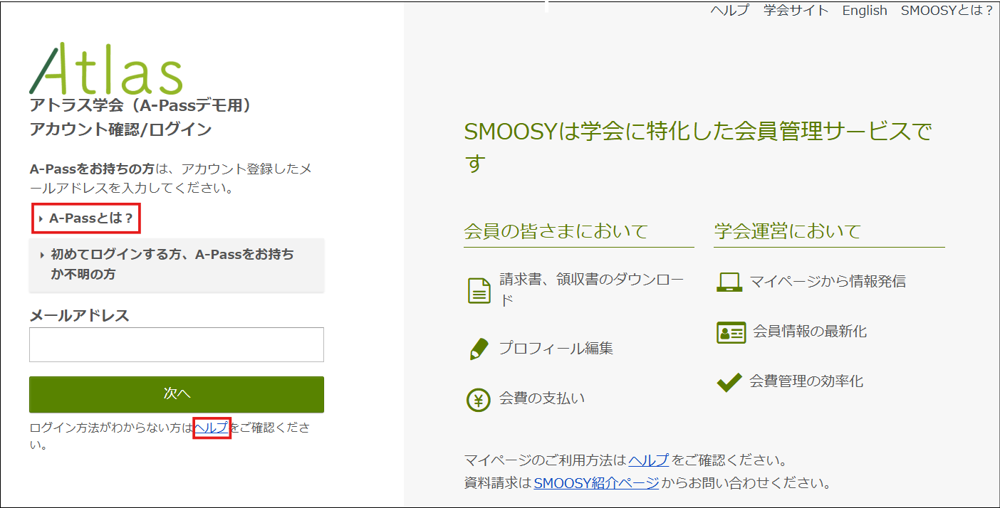 ヘルプ 学会サイト English SMOOSYとは？
Atlas
アトラス学会（A-Passデモ用）
アカウント確認/ログイン
A-Passをお持ちの方は、アカウント登録したメ
ールアドレスを入力してください。
A-Passとは？
初めてログインする方、A-Passをお持ち
か不明の方
メールアドレス
次へ
ログイン方法がわからない方はヘルプをご確認くださ
い。
SMOOSYは学会に特化した会員管理サービスで
す
会員の皆さまにおいて
請求書、領収書のダウンロー
ド
プロフィール編集
会費の支払い
学会運営において
マイページから情報発信
会員情報の最新化
会費管理の効率化
マイページのご利用方法はヘルプをご確認ください。
資料請求はSMOOSY紹介ページからお問い合わせください。